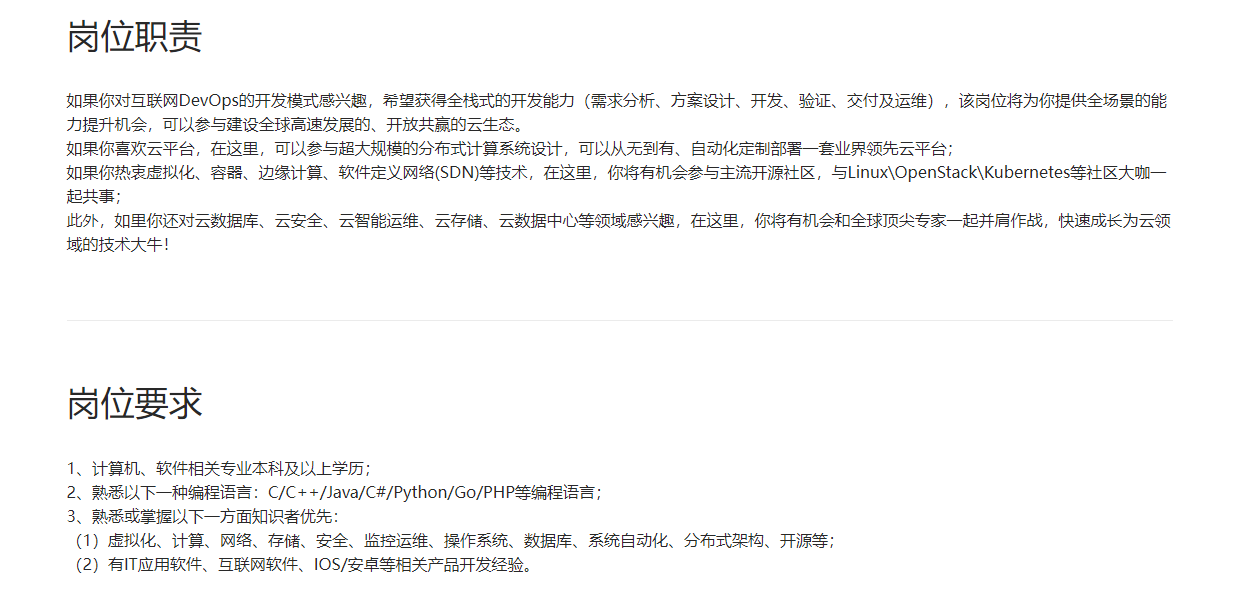 岗位职责
如果你对互联网DevOps的开发模式感兴趣，希望获得全栈式的开发能力（需求分析、方案设计、开发、验证、交付及运维），该岗位将为你提供全场景的能
力提升机会，可以参与建设全球高速发展的、开放共赢的云生态。
如果你喜欢云平台，在这里，可以参与超大规模的分布式计算系统设计，可以从无到有、自动化定制部署一套业界领先云平台；
如果你热衷虚拟化、容器、边缘计算、软件定义网络(SDN)等技术，在这里，你将有机会参与主流开源社区，与Linux\OpenStack\Kubernetes等社区大咖一
起共事；
此外，如里你还对云数据库、云安全、云智能运维、云存储、云数据中心等领域感兴趣，在这里，你将有机会和全球顶尖专家一起并肩作战，快速成长为云领
域的技术大牛！
岗位要求
1、计算机、软件相关专业本科及以上学历；
2、熟悉以下一种编程语言：C/C++/Java/C#/Python/Go/PHP等编程语言；
3、熟悉或掌握以下一方面知识者优先：
（1）虚拟化、计算、网络、存储、安全、监控运维、操作系统、数据库、系统自动化、分布式架构、开源等；
（2）有IT应用软件、互联网软件、IOS/安卓等相关产品开发经验。